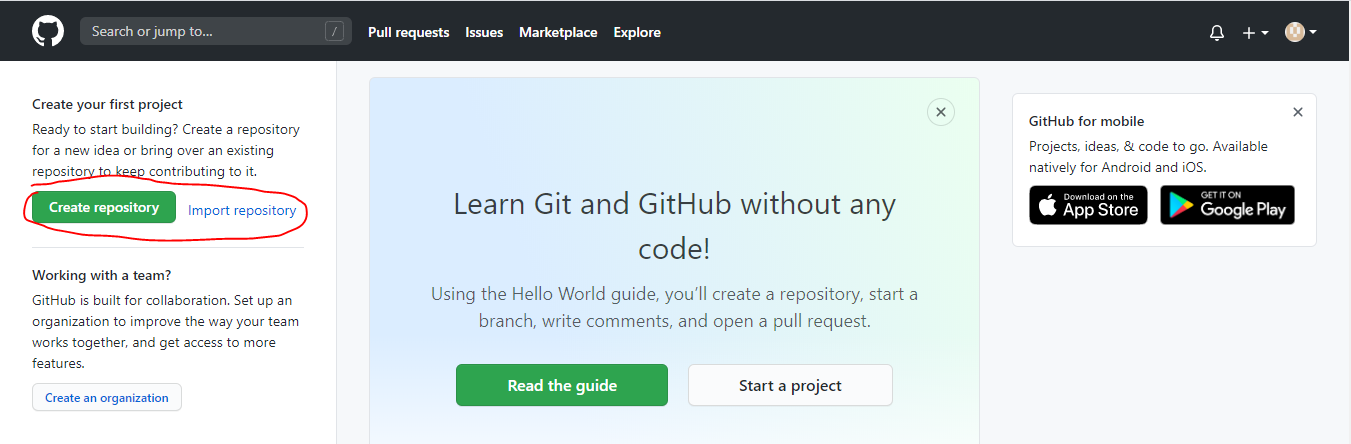 Search or jump to... /
Pull requests Issues Marketplace Explore
Create your first project
Ready to start building? Create a repository
for a new idea or bring over an existing
repository to keep contributing to it.
Create repository Import repository
Working with a team?
GitHub is built for collaboration. Set up an
organization to improve the way your team
works together, and get access to more
features.
Create an organization
Learn Git and GitHub without any
code!
Using the Hello World guide, you’ll create a repository, start a
branch, write comments, and open a pull request.
Read the guide Start a project
GitHub for mobile
Projects, ideas, & code to go. Available
natively for Android and iOS.
Download on the
App Store
GET IT ON
Google Play